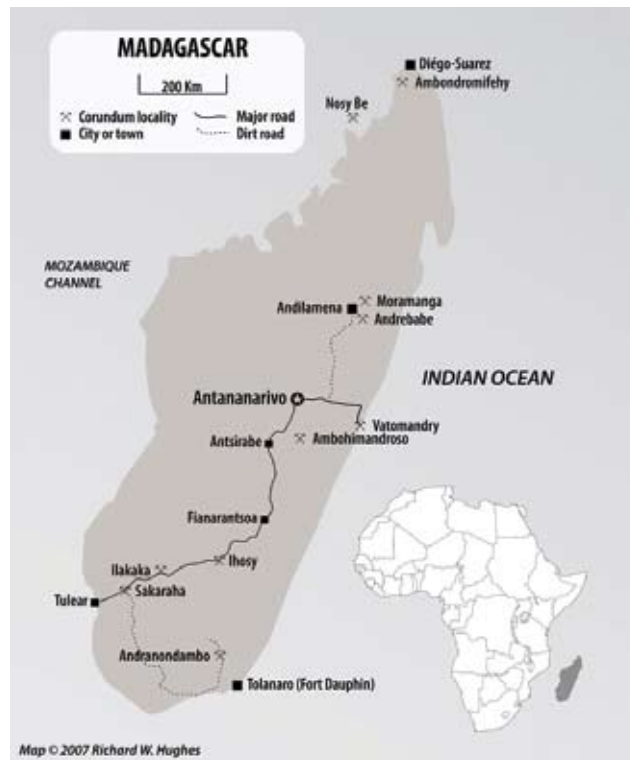 MADAGASCAR
200 Km
Corundum locality
Major road
City or town
Dirt road
Diégo-Suarez
Ambondromifehy
Nosy Be
MOZAMBIQUE
CHANNEL
Moramanga
Andilamena
Andrebabe
INDIAN OCEAN
Antananarivo
Vatomandry
Ambohimandroso
Antsirabe
Fianarantsoa
Ihosy
Ilakaka
Sakaraha
Tulear
Andranondambo
Tolanaro (Fort Dauphin)
Map © 2007 Richard W. Hughes